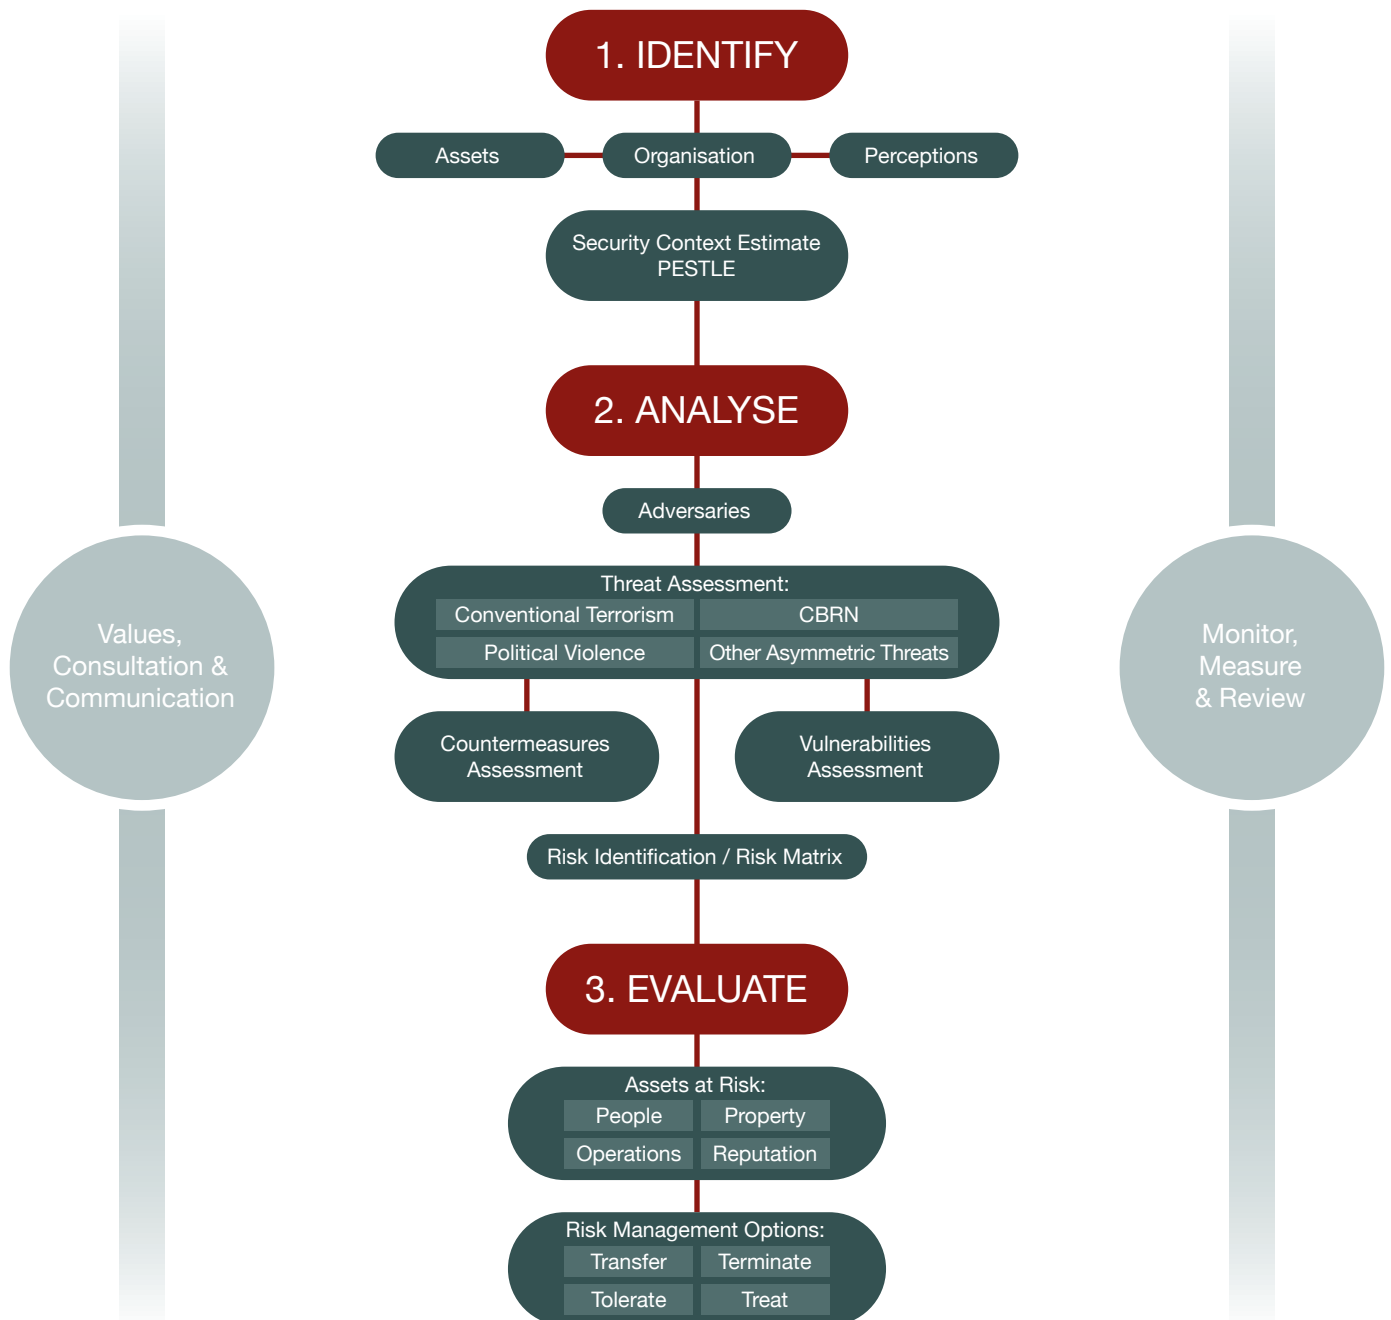 1. IDENTIFY
Assets
Organisation
Perceptions
Security Context Estimate
PESTLE
2. ANALYSE
Adversaries
Threat Assessment:
Conventional Terrorism
CBRN
Political Violence
Other Asymmetric Threats
Values,
Consultation &
Communication
Monitor,
Measure
& Review
Countermeasures
Assessment
Vulnerabilities
Assessment
Risk Identification / Risk Matrix
3. EVALUATE
Assets at Risk:
People
Property
Operations
Reputation
Risk Management Options:
Transfer
Terminate
Tolerate
Treat